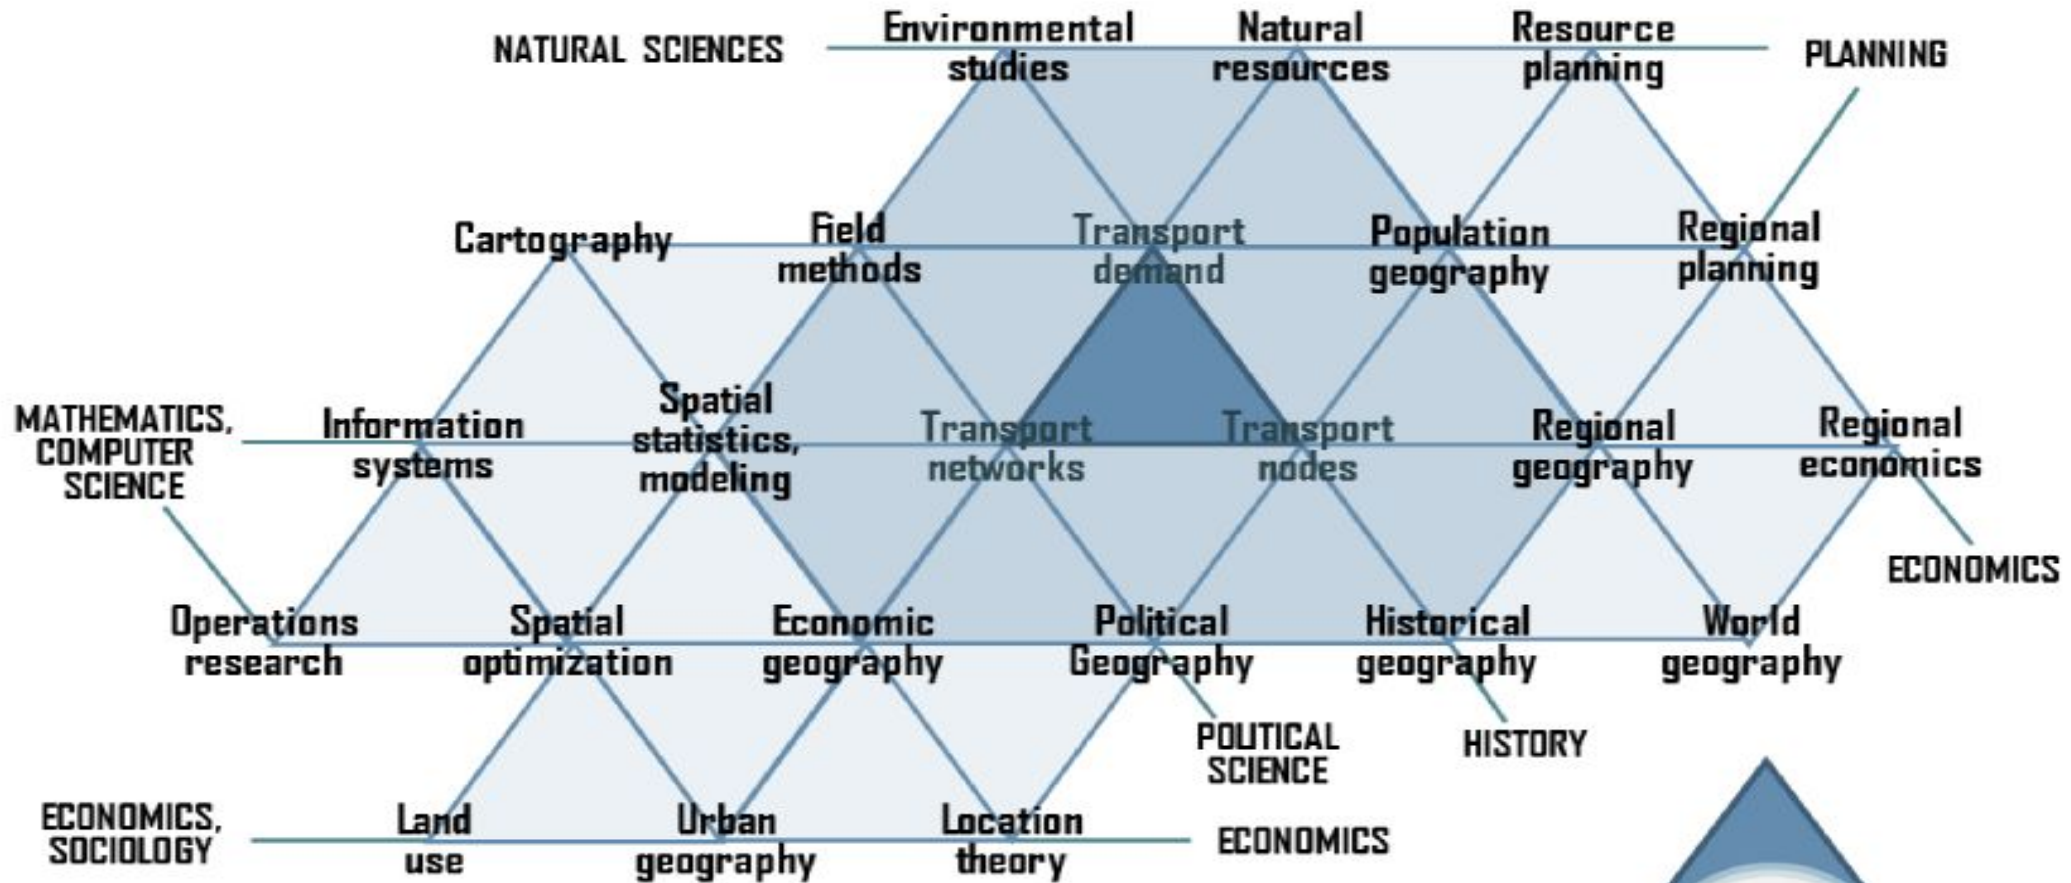 NATURAL SCIENCES
Environmental
studies
Natural
resources
Resource
planning
PLANNING
Cartography
Field
methods
Transport
demand
Population
geography
Regional
planning
MATHEMATICS,
COMPUTER
SCIENCE
Information
systems
Spatial
statistics,
modeling
Transport
networks
Transport
nodes
Regional
geography
Regional
economics
ECONOMICS
Operations
research
Spatial
optimization
Economic
geography
Political
Geography
Historical
geography
World
geography
POLITICAL
SCIENCE
HISTORY
ECONOMICS,
SOCIOLOGY
Land
use
Urban
geography
Location
theory
ECONOMICS